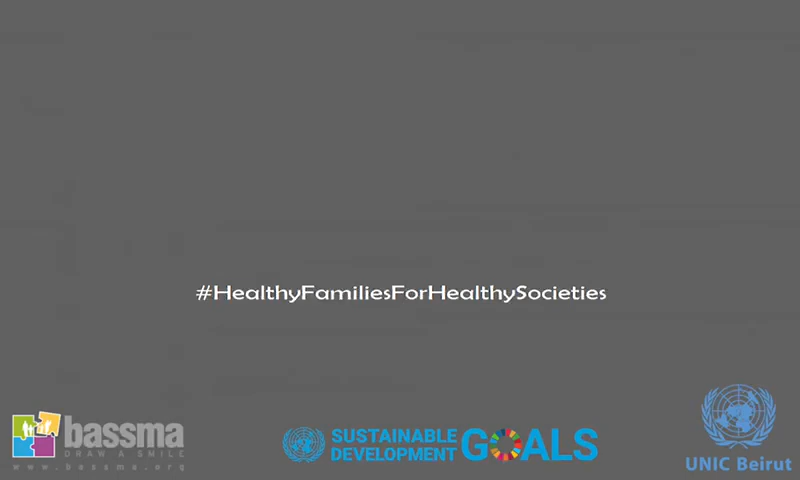 #HealthyFamiliesForHealthySocieties
bassma
DRAW A SMILE
www.bassma.org
SUSTAINABLE
DEVELOPMENT
GOALS
UNIC Beirut